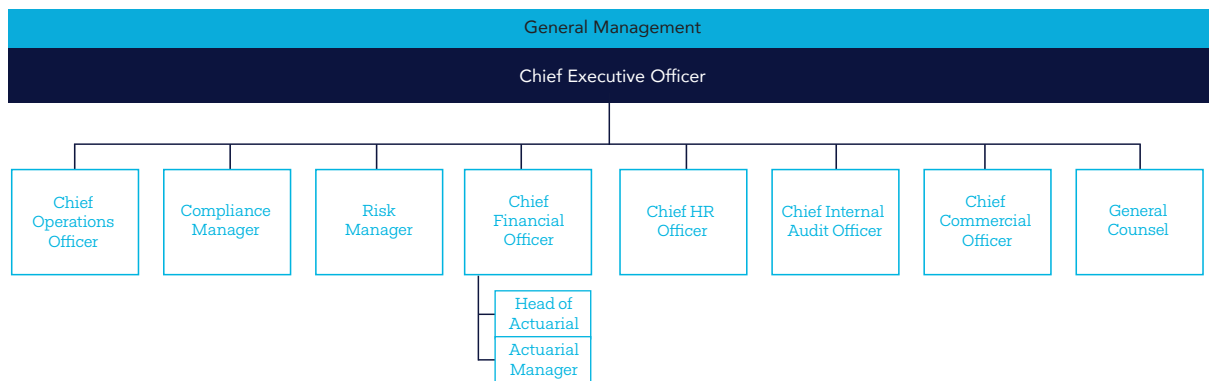 General Management
Chief Executive Officer
Chief
Operations
Officer
Compliance
Manager
Risk
Manager
Chief
Financial
Officer
Chief HR
Officer
Chief Internal
Audit Officer
Chief
Commercial
Officer
General
Counsel
Head of
Actuarial
Actuarial
Manager